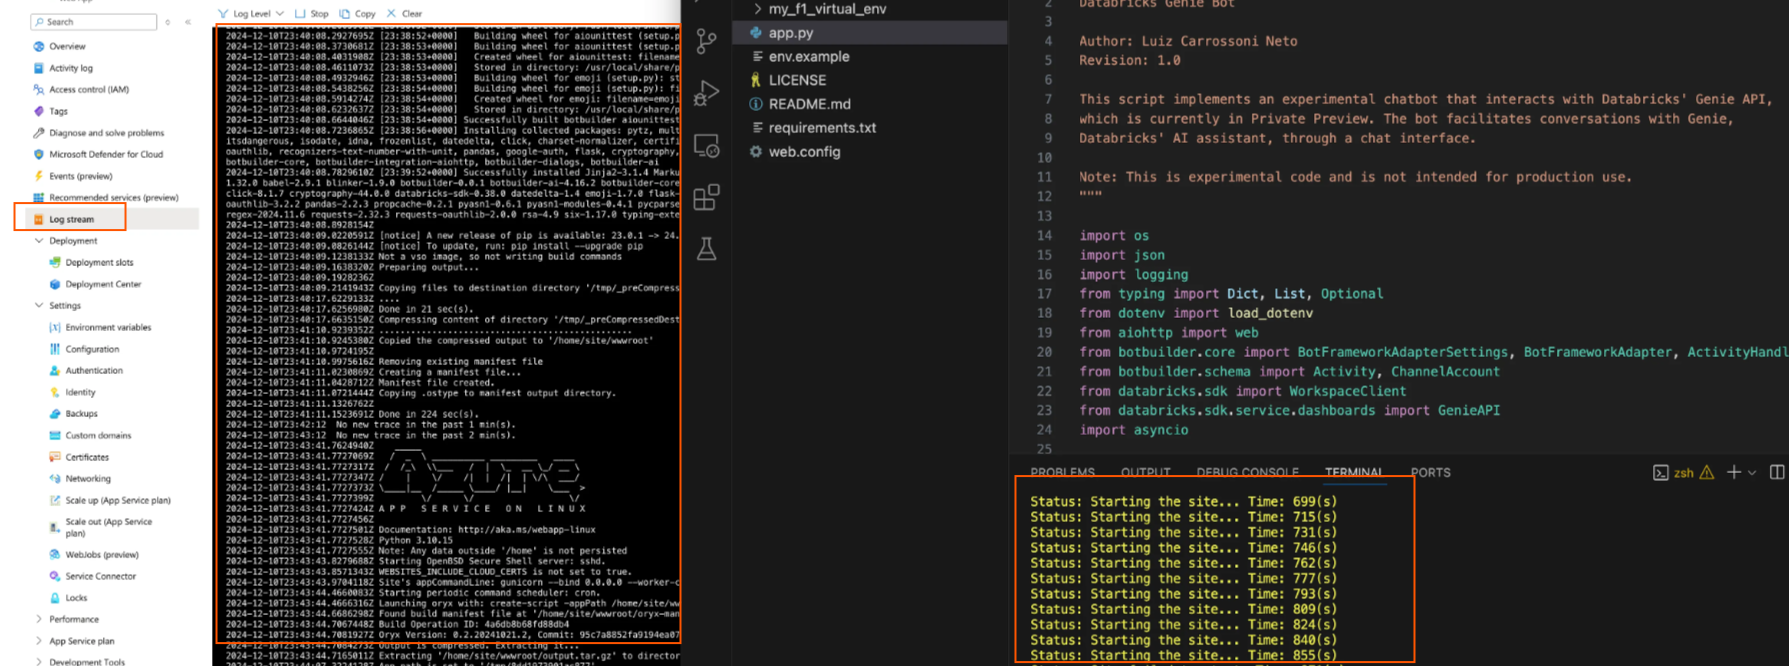 Search
Overview
Activity log
Access control (IAM)
Tags
Diagnose and solve problems
Microsoft Defender for Cloud
Events (preview)
Recommended services (preview)
Log stream
Deployment
Deployment slots
Deployment Center
Settings
Environment variables
Configuration
Authentication
Identity
Backups
Custom domains
Certificates
Networking
Scale up (App Service plan)
Scale out (App Service
plan)
WebJobs (preview)
Service Connector
Locks
Performance
App Service plan
Development Tools
Log Level
Stop
Copy
Clear
2024-12-10T23:40:08.2927695Z [23:38:52+0000]   Building wheel for aiounittest (setup.p
2024-12-10T23:40:08.3730681Z [23:38:53+0000]   Building wheel for aiounittest (setup.p
2024-12-10T23:40:08.4031908Z [23:38:53+0000]   Created wheel for aiounittest: filename
2024-12-10T23:40:08.4611073Z [23:38:53+0000]   Stored in directory: /usr/local/share/p
2024-12-10T23:40:08.4932946Z [23:38:53+0000]   Building wheel for emoji (setup.py): st
2024-12-10T23:40:08.5438256Z [23:38:54+0000]   Building wheel for emoji (setup.py): fi
2024-12-10T23:40:08.5914274Z [23:38:54+0000]   Created wheel for emoji: filename=emoji
2024-12-10T23:40:08.6232637Z [23:38:54+0000]   Stored in directory: /usr/local/share/p
2024-12-10T23:40:08.6644046Z [23:38:54+0000] Successfully built botbuilder aiounittest
2024-12-10T23:40:08.7236865Z [23:38:56+0000] Installing collected packages: pytz, mult
itsdangerous, isodate, idna, frozenlist, datedelta, click, charset-normalizer, certifi
oauthlib, recognizers-text-number-with-unit, pandas, google-auth, flask, cryptography,
botbuilder-core, botbuilder-integration-aiohttp, botbuilder-dialogs, botbuilder-ai
2024-12-10T23:40:08.7829610Z [23:39:52+0000] Successfully installed Jinja2-3.1.4 Marku
1.32.0 babel-2.9.1 blinker-1.9.0 botbuilder-0.0.1 botbuilder-ai-4.16.2 botbuilder-core
click-8.1.7 cryptography-44.0.0 databricks-sdk-0.38.0 datedelta-1.4 emoji-1.7.0 flask-
oauthlib-3.2.2 pandas-2.2.3 propcache-0.2.1 pyasn1-0.6.1 pyasn1-modules-0.4.1 pycparse
regex-2024.11.6 requests-2.32.3 requests-oauthlib-2.0.0 rsa-4.9 six-1.17.0 typing-exte
2024-12-10T23:40:08.8928154Z
2024-12-10T23:40:09.0220591Z [notice] A new release of pip is available: 23.0.1 -> 24.
2024-12-10T23:40:09.0826144Z [notice] To update, run: pip install --upgrade pip
2024-12-10T23:40:09.1238133Z Not a vso image, so not writing build commands
2024-12-10T23:40:09.1638320Z Preparing output...
2024-12-10T23:40:09.1928236Z
2024-12-10T23:40:09.2141943Z Copying files to destination directory '/tmp/_preCompress
2024-12-10T23:40:17.6229133Z ....
2024-12-10T23:40:17.6256980Z Done in 21 sec(s).
2024-12-10T23:40:17.6635150Z Compressing content of directory '/tmp/_preCompressedDest
2024-12-10T23:41:10.9239352Z ................................................
2024-12-10T23:41:10.9245380Z Copied the compressed output to '/home/site/wwwroot'
2024-12-10T23:41:10.9724195Z
2024-12-10T23:41:10.9975616Z Removing existing manifest file
2024-12-10T23:41:11.0230869Z Creating a manifest file...
2024-12-10T23:41:11.0428712Z Manifest file created.
2024-12-10T23:41:11.0721444Z Copying .ostype to manifest output directory.
2024-12-10T23:41:11.1326762Z
2024-12-10T23:41:11.1523691Z Done in 224 sec(s).
2024-12-10T23:42:12  No new trace in the past 1 min(s).
2024-12-10T23:43:12  No new trace in the past 2 min(s).
2024-12-10T23:43:41.7624940Z
2024-12-10T23:43:41.7727069Z
2024-12-10T23:43:41.7727317Z
2024-12-10T23:43:41.7727347Z
2024-12-10T23:43:41.7727373Z
2024-12-10T23:43:41.7727399Z
2024-12-10T23:43:41.7727424Z A P P   S E R V I C E   O N   L I N U X
2024-12-10T23:43:41.7727456Z
2024-12-10T23:43:41.7727501Z Documentation: http://aka.ms/webapp-linux
2024-12-10T23:43:41.7727528Z Python 3.10.15
2024-12-10T23:43:41.7727555Z Note: Any data outside '/home' is not persisted
2024-12-10T23:43:43.8279688Z Starting OpenBSD Secure Shell server: sshd.
2024-12-10T23:43:43.8571343Z WEBSITES_INCLUDE_CLOUD_CERTS is not set to true.
2024-12-10T23:43:43.9704118Z Site's appCommandLine: gunicorn --bind 0.0.0.0 --worker-c
2024-12-10T23:43:44.4660083Z Starting periodic command scheduler: cron.
2024-12-10T23:43:44.4666316Z Launching oryx with: create-script -appPath /home/site/ww
2024-12-10T23:43:44.6686298Z Found build manifest file at '/home/site/wwwroot/oryx-man
2024-12-10T23:43:44.7067448Z Build Operation ID: 4a6db8b68fd88db4
2024-12-10T23:43:44.7081927Z Oryx Version: 0.2.20241021.2, Commit: 95c7a8852fa9194ea07
2024-12-10T23:43:44.7084273Z Output is compressed. Extracting it...
2024-12-10T23:43:44.7165011Z Extracting '/home/site/wwwroot/output.tar.gz' to director
my_f1_virtual_env
app.py
env.example
LICENSE
README.md
requirements.txt
web.config
2 Databricks Genie Bot
3
4 Author: Luiz Carrossoni Neto
5 Revision: 1.0
6
7 This script implements an experimental chatbot that interacts with Databricks' Genie API,
8 which is currently in Private Preview. The bot facilitates conversations with Genie,
9 Databricks' AI assistant, through a chat interface.
10
11 Note: This is experimental code and is not intended for production use.
12 """
13
14 import os
15 import json
16 import logging
17 from typing import Dict, List, Optional
18 from dotenv import load_dotenv
19 from aiohttp import web
20 from botbuilder.core import BotFrameworkAdapterSettings, BotFrameworkAdapter, ActivityHandl
21 from botbuilder.schema import Activity, ChannelAccount
22 from databricks.sdk import WorkspaceClient
23 from databricks.sdk.service.dashboards import GenieAPI
24 import asyncio
25
PROBLEMS OUTPUT DEBUG CONSOLE TERMINAL PORTS
zsh
Status: Starting the site... Time: 699(s)
Status: Starting the site... Time: 715(s)
Status: Starting the site... Time: 731(s)
Status: Starting the site... Time: 746(s)
Status: Starting the site... Time: 762(s)
Status: Starting the site... Time: 777(s)
Status: Starting the site... Time: 793(s)
Status: Starting the site... Time: 809(s)
Status: Starting the site... Time: 824(s)
Status: Starting the site... Time: 840(s)
Status: Starting the site... Time: 855(s)